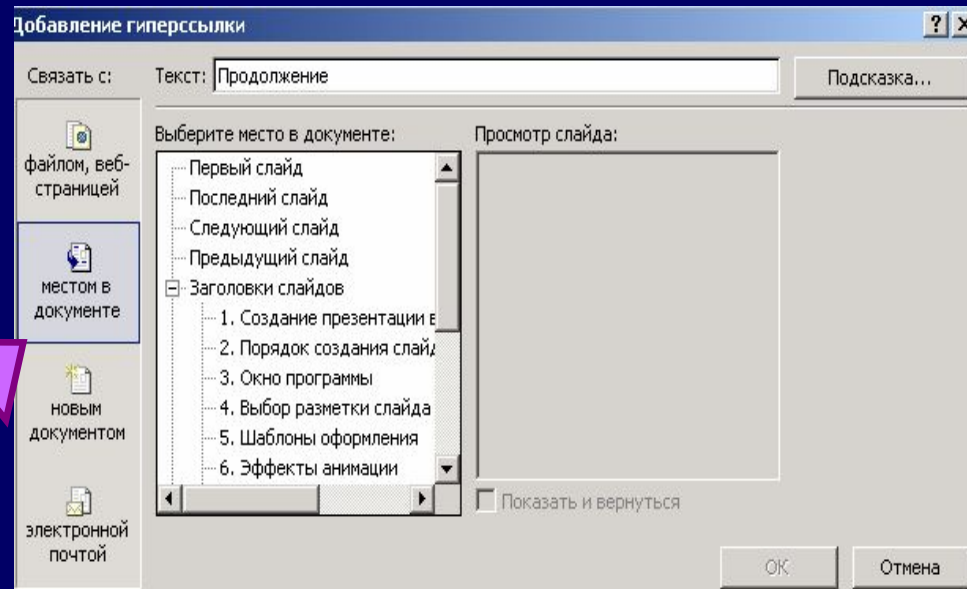 Добавление гиперссылки
Связать с:
Текст: Продолжение
Подсказка...
файлом, веб-
страницей
местом в
документе
новым
документом
электронной
почтой
Выберите место в документе:
Первый слайд
Последний слайд
Следующий слайд
Предыдущий слайд
Заголовки слайдов
1. Создание презентации в
2. Порядок создания слайд
3. Окно программы
4. Выбор разметки слайда
5. Шаблоны оформления
6. Эффекты анимации
Просмотр слайда:
Показать и вернуться
ОК
Отмена